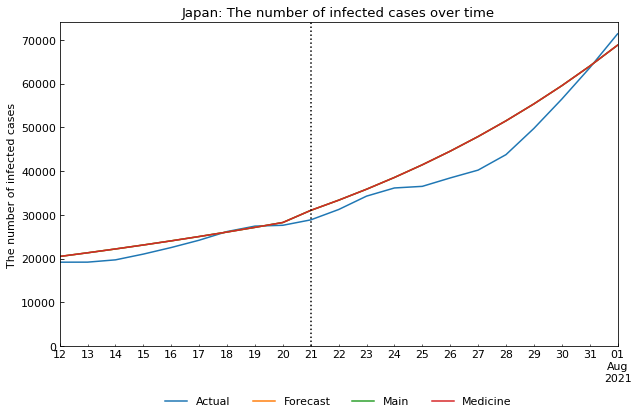 Japan: The number of infected cases over time
The number of infected cases
70000
60000
50000
40000
30000
20000
10000
0
12 13 14 15 16 17 18 19 20 21 22 23 24 25 26 27 28 29 30 31 01
Aug
2021
Actual Forecast Main Medicine